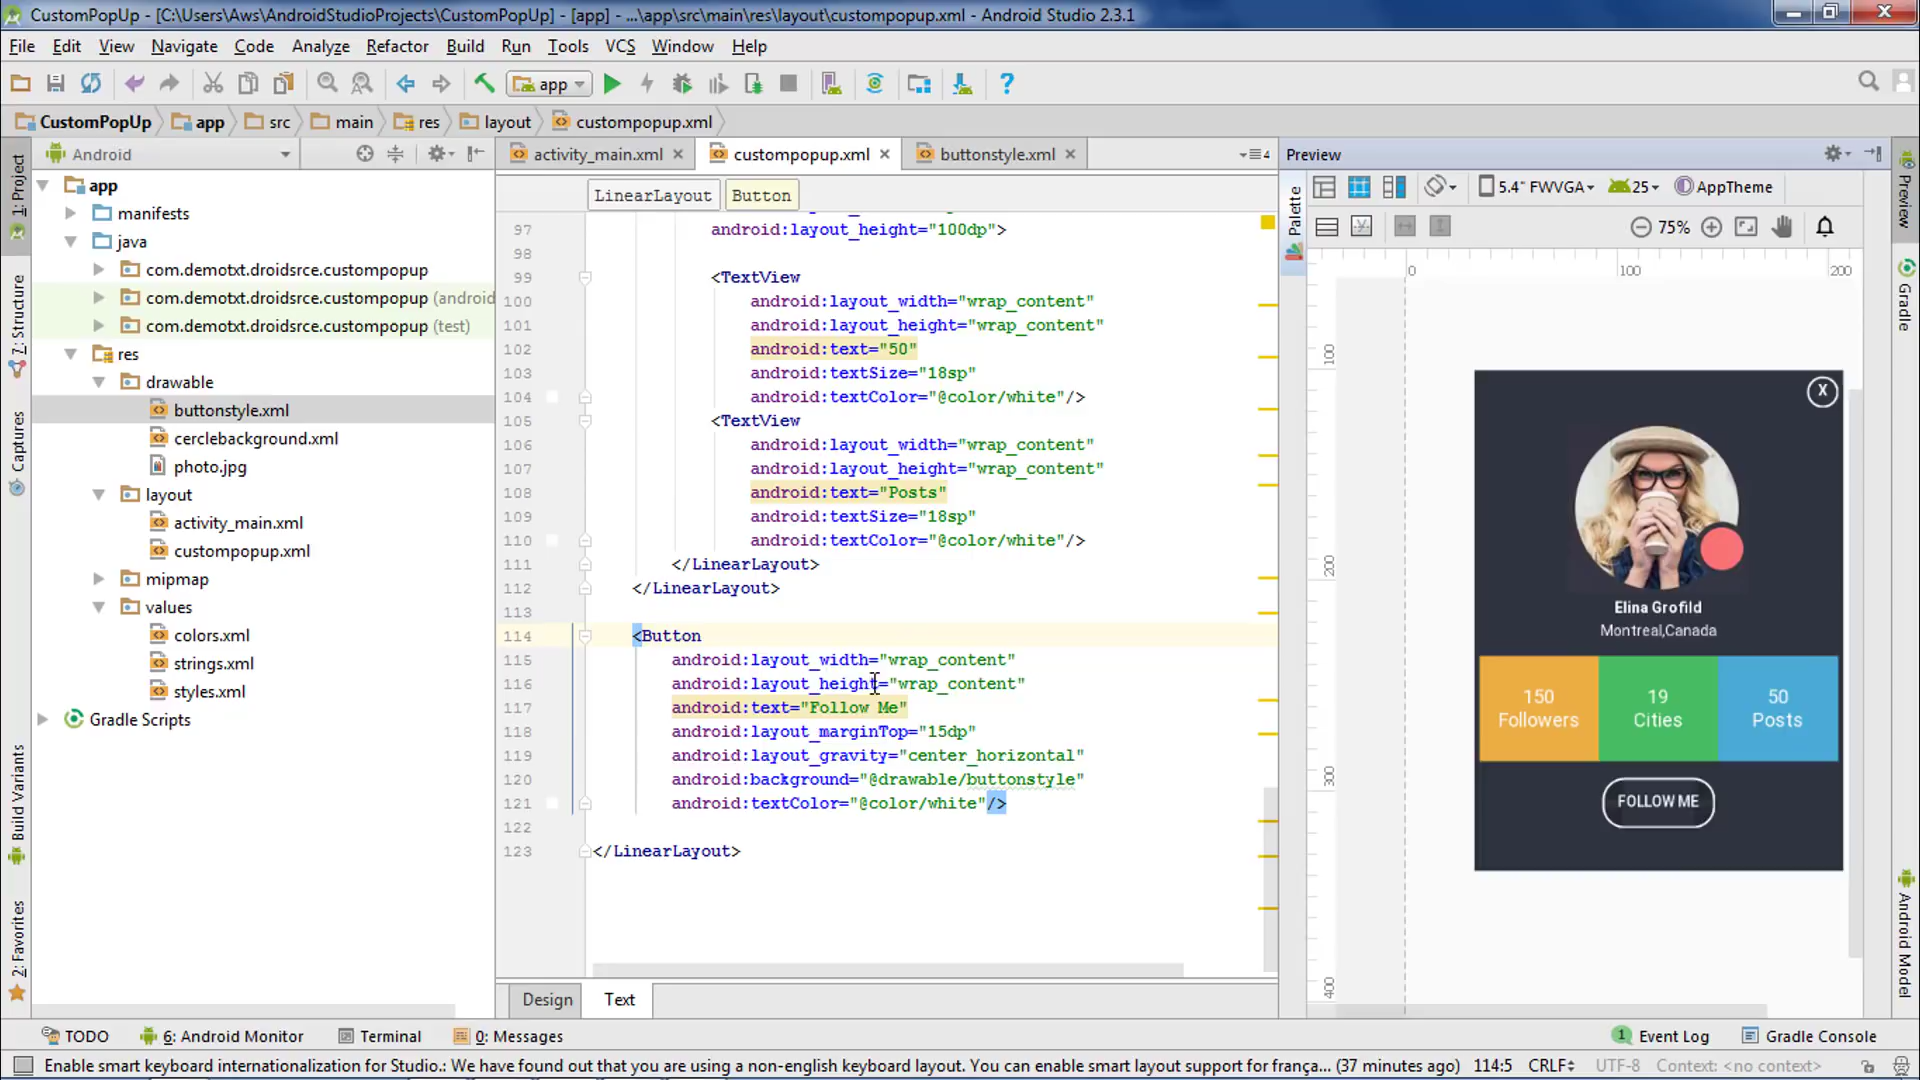 CustomPopUp - [C:\Users\Aws\AndroidStudioProjects\CustomPopUp] - [app] - ...\app\src\main\res\layout\custompopup.xml - Android Studio 2.3.1
File Edit View Navigate Code Analyze Refactor Build Run Tools VCS Window Help
app
CustomPopUp app src main res layout custompopup.xml
Android
activity_main.xml custompopup.xml buttonstyle.xml 4
Preview
1: Project
7: Structure
Captures
Build Variants
2: Favorites
app
manifests
java
com.demotxt.droidsrce.custompopup
com.demotxt.droidsrce.custompopup (android
com.demotxt.droidsrce.custompopup (test)
res
drawable
buttonstyle.xml
cerclebackground.xml
photo.jpg
layout
activity_main.xml
custompopup.xml
mipmap
values
colors.xml
strings.xml
styles.xml
Gradle Scripts
LinearLayout Button
97 android:layout_height="100dp">
98
99 <TextView
100 android:layout_width="wrap_content"
101 android:layout_height="wrap_content"
102 android:text="50"
103 android:textSize="18sp"
104 android:textColor="@color/white"/>
105 <TextView
106 android:layout_width="wrap_content"
107 android:layout_height="wrap_content"
108 android:text="Posts"
109 android:textSize="18sp"
110 android:textColor="@color/white"/>
111 </LinearLayout>
112 </LinearLayout>
113
114 <Button
115 android:layout_width="wrap_content"
116 android:layout_height="wrap_content"
117 android:text="Follow Me"
118 android:layout_marginTop="15dp"
119 android:layout_gravity="center_horizontal"
120 android:background="@drawable/buttonstyle"
121 android:textColor="@color/white"/>
122
123 </LinearLayout>
Design Text
Palette
5.4" FWVGA 25 AppTheme
75%
0 100 200
100
200
300
400
X
Elina Grofild
Montreal,Canada
150 19 50
Followers Cities Posts
FOLLOW ME
Preview
Gradle
Android Model
TODO 6: Android Monitor Terminal 0: Messages 1 Event Log Gradle Console
Enable smart keyboard internationalization for Studio.: We have found out that you are using a non-english keyboard layout. You can enable smart layout support for frança... (37 minutes ago) 114:5 CRLF UTF-8 Context: <no context>